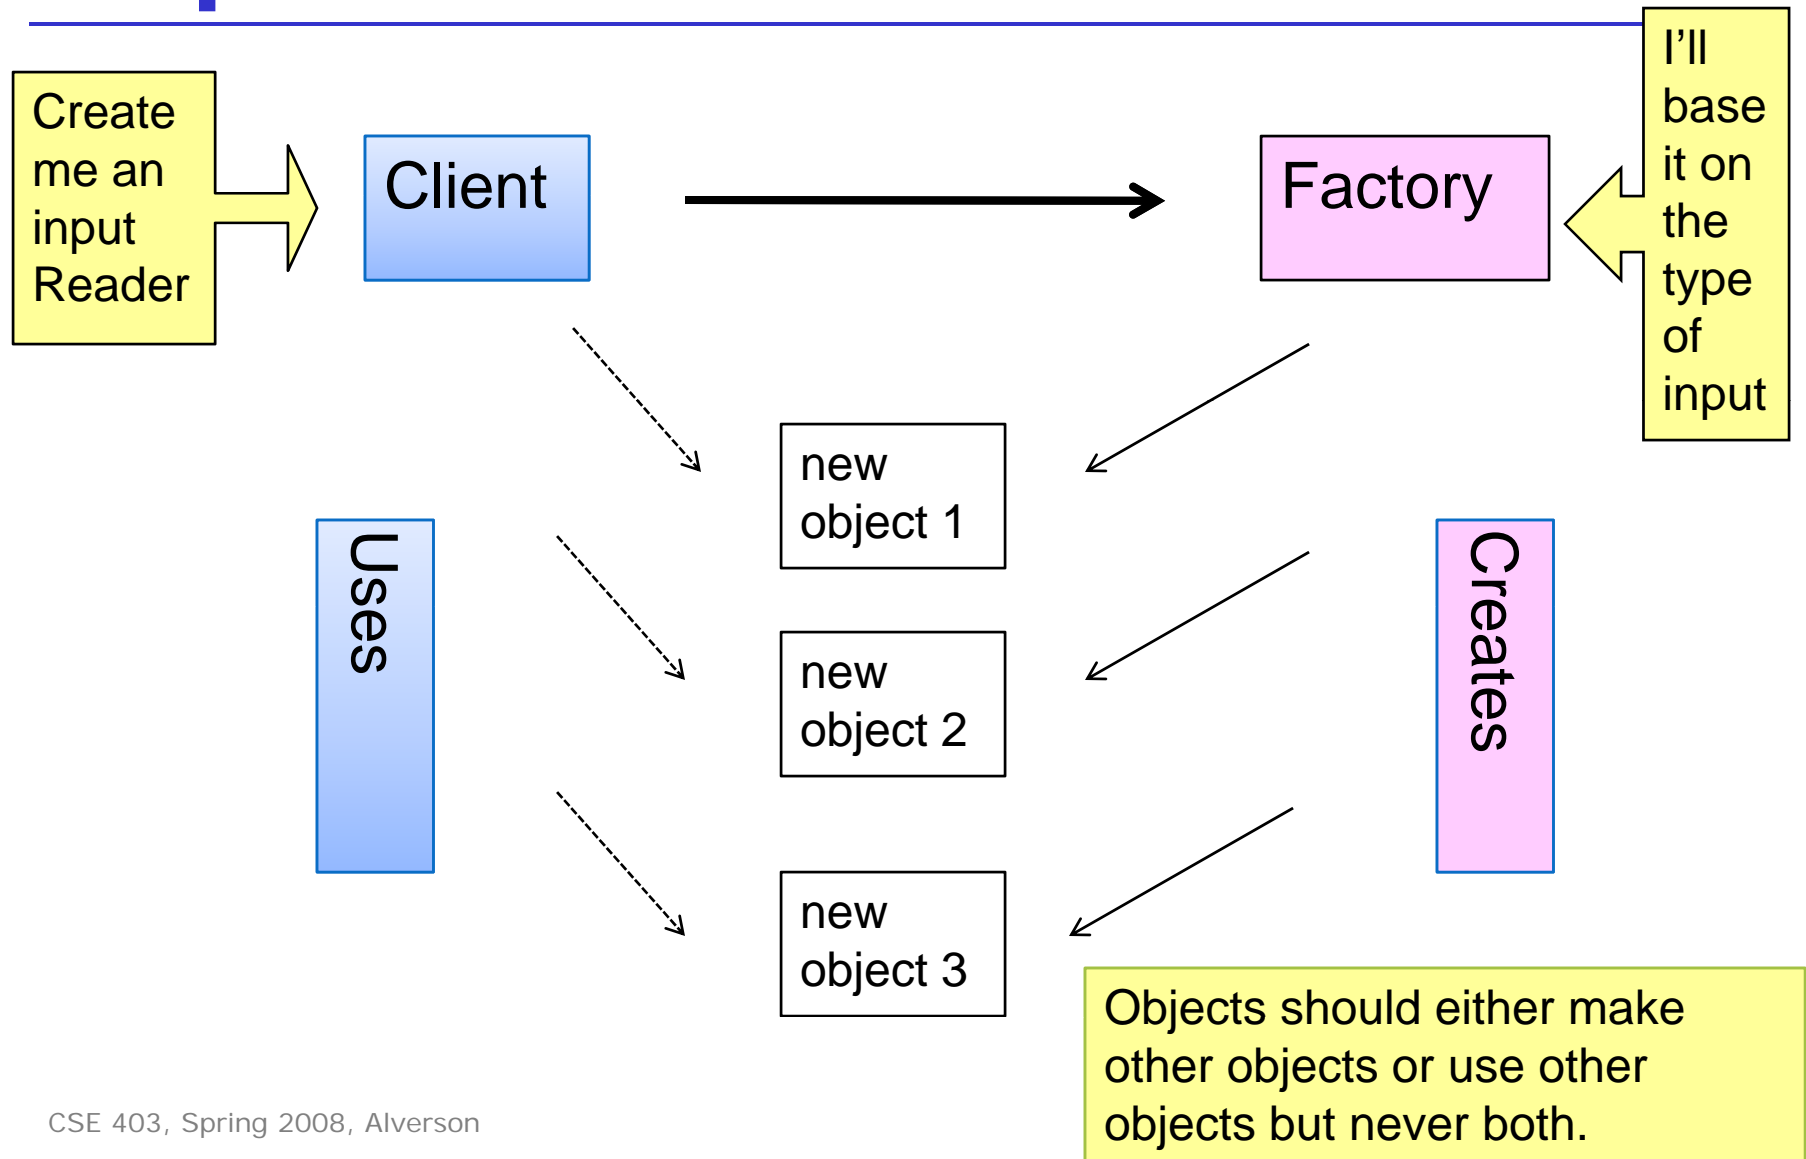 Create
me an
input
Reader
Client
Factory
I'll
base
it on
the
type
of
input
new
object 1
Uses
new
object 2
Creates
new
object 3
Objects should either make
other objects or use other
objects but never both.
CSE 403, Spring 2008, Alverson